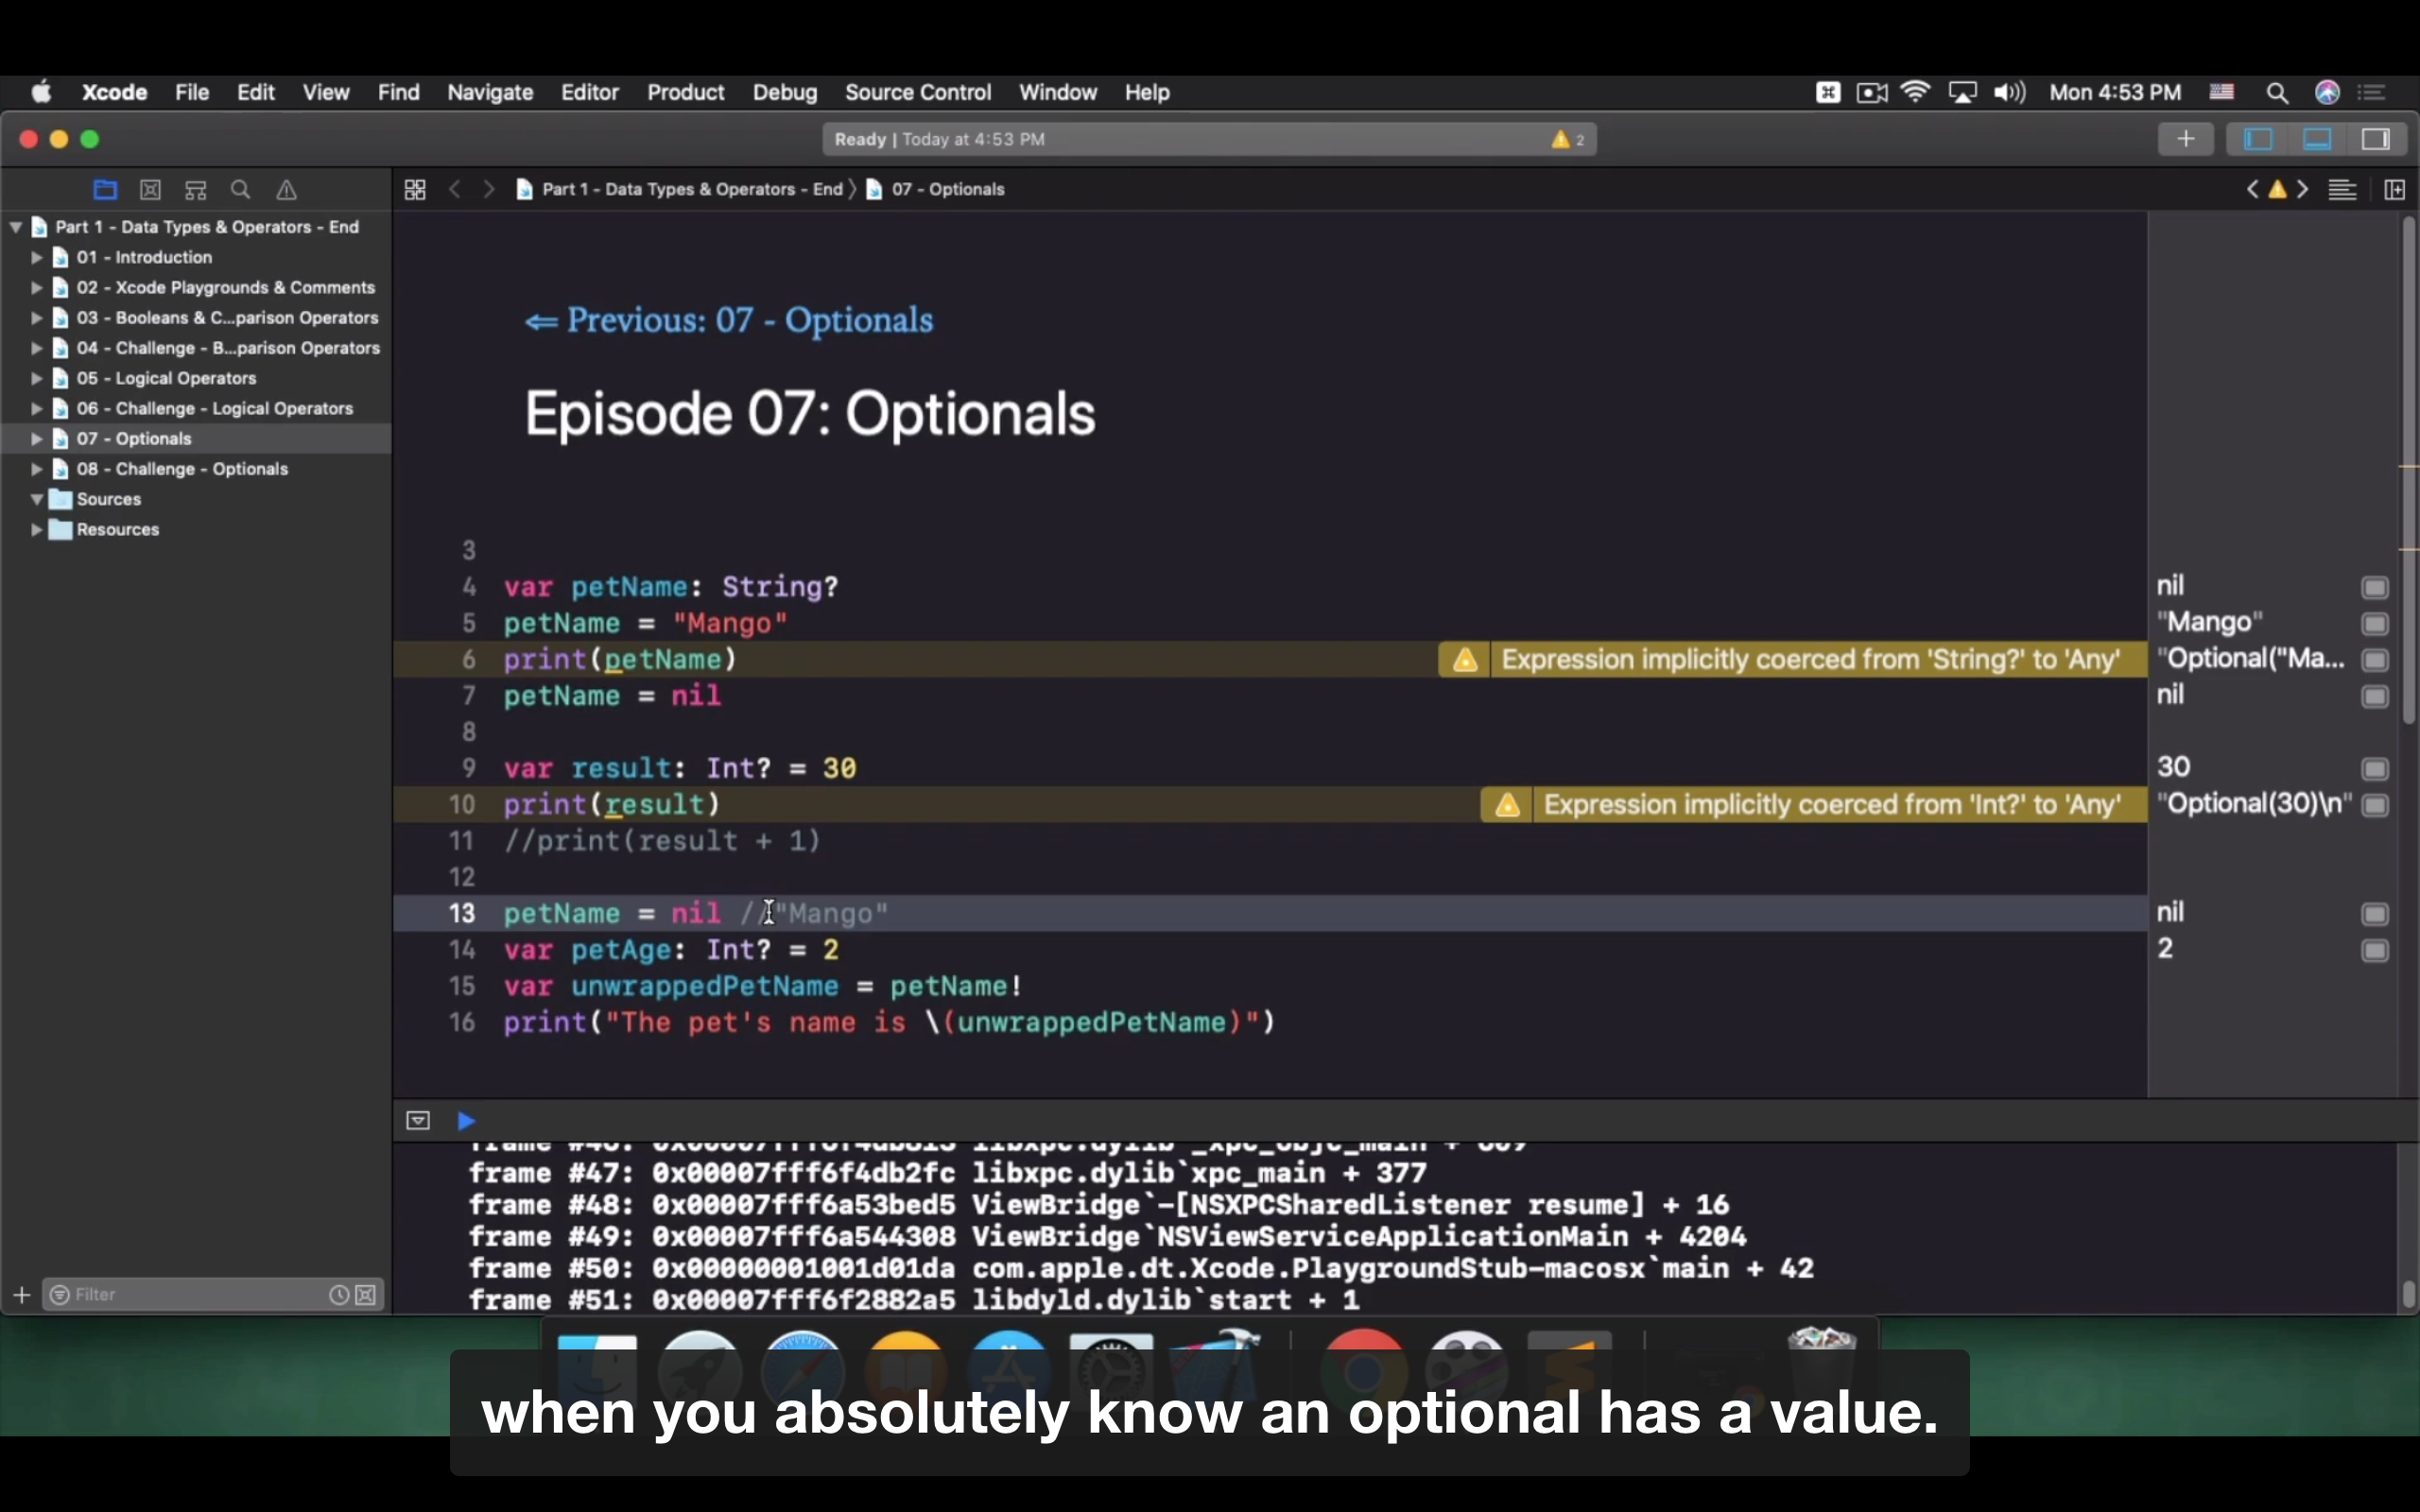 Xcode File Edit View Find Navigate Editor Product Debug Source Control Window Help Mon 4:53 PM
Ready | Today at 4:53 PM 2
Part 1 - Data Types & Operators - End 07 - Optionals
Part 1 - Data Types & Operators - End
01 - Introduction
02 - Xcode Playgrounds & Comments
03 - Booleans & C...parison Operators
04 - Challenge - B...parison Operators
05 - Logical Operators
06 - Challenge - Logical Operators
07 - Optionals
08 - Challenge - Optionals
Sources
Resources
Filter
⇐ Previous: 07 - Optionals
Episode 07: Optionals
3
4 var petName: String? nil
5 petName = "Mango" "Mango"
6 print(petName) Expression implicitly coerced from 'String?' to 'Any' "Optional("Ma...
7 petName = nil nil
8
9 var result: Int? = 30 30
10 print(result) Expression implicitly coerced from 'Int?' to 'Any' "Optional(30)\n"
11 //print(result + 1)
12
13 petName = nil //"Mango" nil
14 var petAge: Int? = 2 2
15 var unwrappedPetName = petName!
16 print("The pet's name is \(unwrappedPetName)")
frame #47: 0x00007fff6f4db2fc libxpc.dylib`xpc_main + 377
frame #48: 0x00007fff6a53bed5 ViewBridge`-[NSXPCSharedListener resume] + 16
frame #49: 0x00007fff6a544308 ViewBridge`NSViewServiceApplicationMain + 4204
frame #50: 0x00000001001d01da com.apple.dt.Xcode.PlaygroundStub-macosx`main + 42
frame #51: 0x00007fff6f2882a5 libdyld.dylib`start + 1
when you absolutely know an optional has a value.